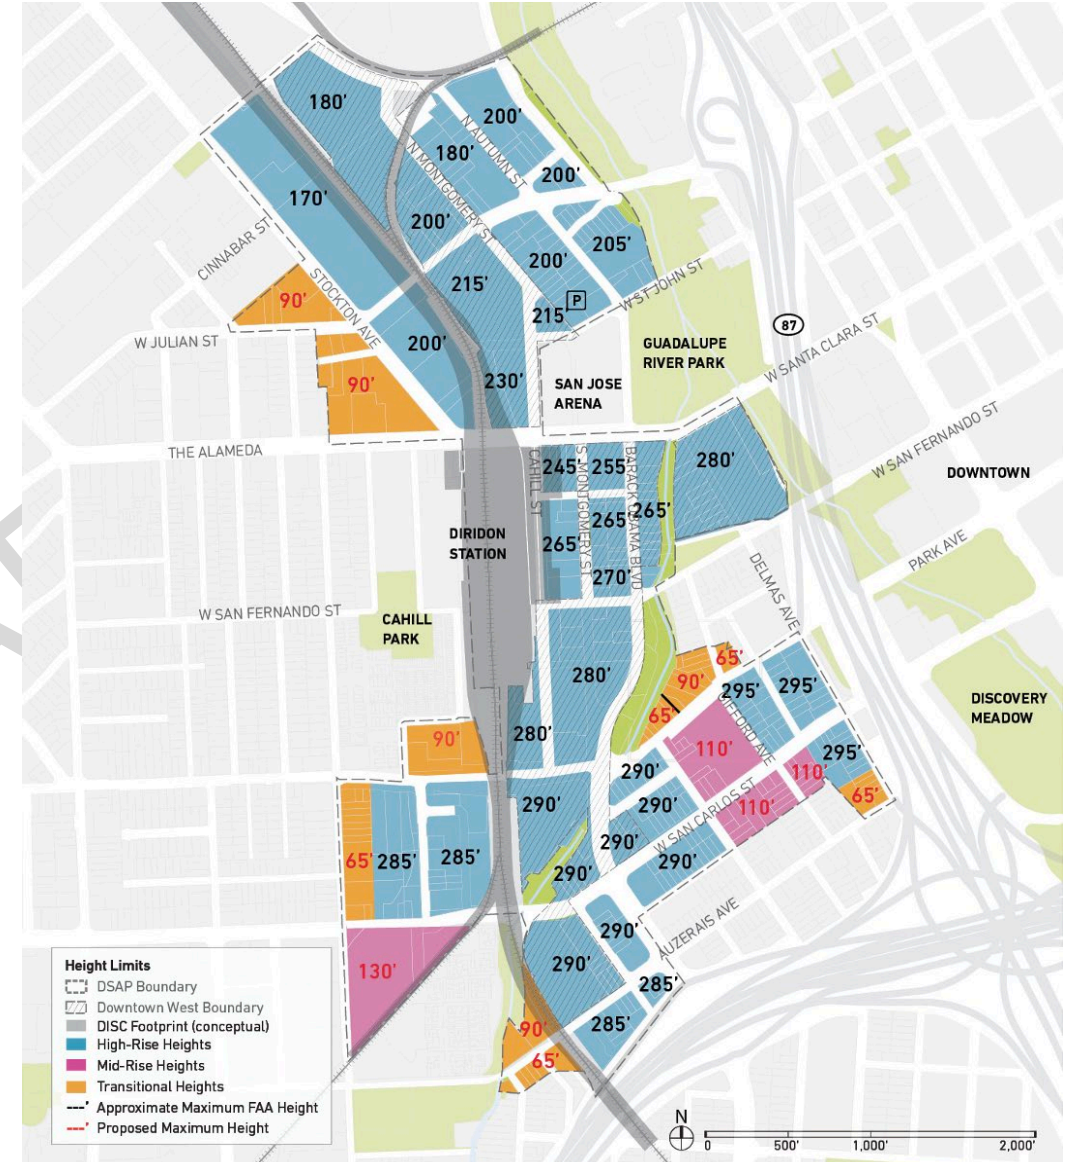 180'
200'
N AUTUMN ST
180'
N MONTGOMERY ST
200'
170'
200'
205'
CINNABAR ST
200'
STOCKTON AVE
215'
W ST JOHN ST
90'
P
215'
87
W JULIAN ST
200'
GUADALUPE
RIVER PARK
W SANTA CLARA ST
90'
230'
SAN JOSE
ARENA
W SAN FERNANDO ST
THE ALAMEDA
245'
255'
280'
DOWNTOWN
CAHILL ST
S MONTGOMERY ST
BARACK OBAMA BLVD
265'
265'
265'
DIRIDON
STATION
PARK AVE
270'
DELMAS AVE
W SAN FERNANDO ST
CAHILL
PARK
65'
280'
90'
295'
295'
DISCOVERY
MEADOW
65'
GIFFORD AVE
280'
90'
110'
295'
290'
110'
65'
290'
290'
110'
W SAN CARLOS ST
290'
65'
285'
285'
290'
290'
AUZERAIS AVE
290'
130'
290'
285'
285'
90'
65'
Height Limits
DSAP Boundary
Downtown West Boundary
DISC Footprint (conceptual)
High-Rise Heights
Mid-Rise Heights
Transitional Heights
---' Approximate Maximum FAA Height
---' Proposed Maximum Height
N
0 500' 1,000' 2,000'